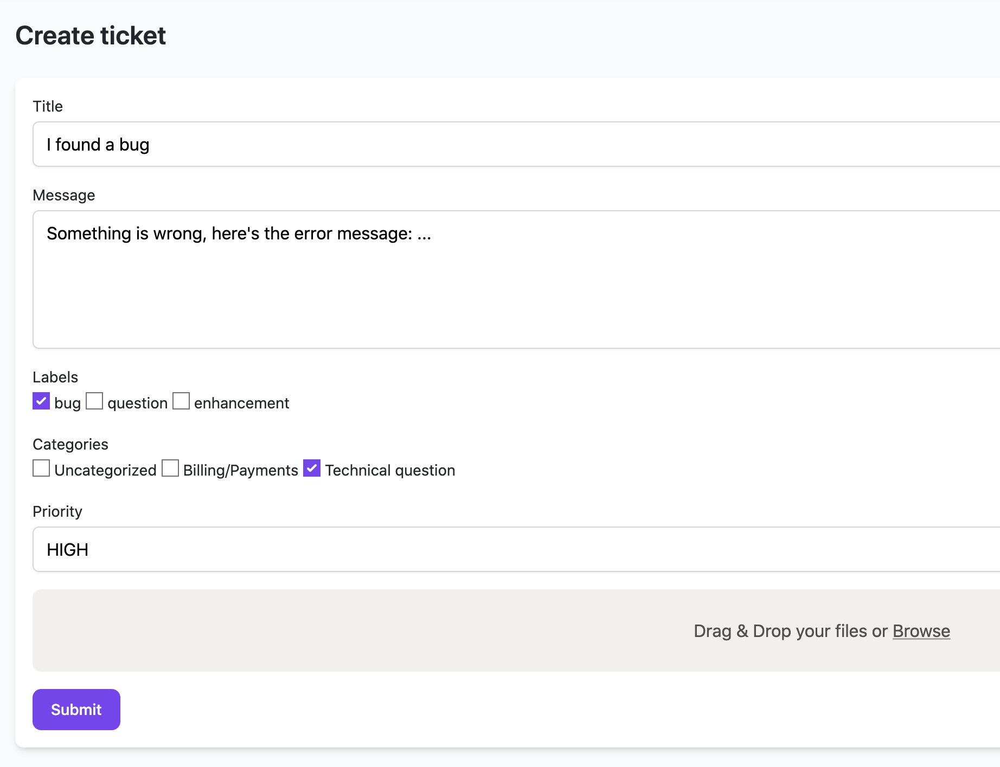 Create ticket
Title
I found a bug
Message
Something is wrong, here's the error message: ...
Labels
bug question enhancement
Categories
Uncategorized Billing/Payments Technical question
Priority
HIGH
Drag & Drop your files or Browse
Submit